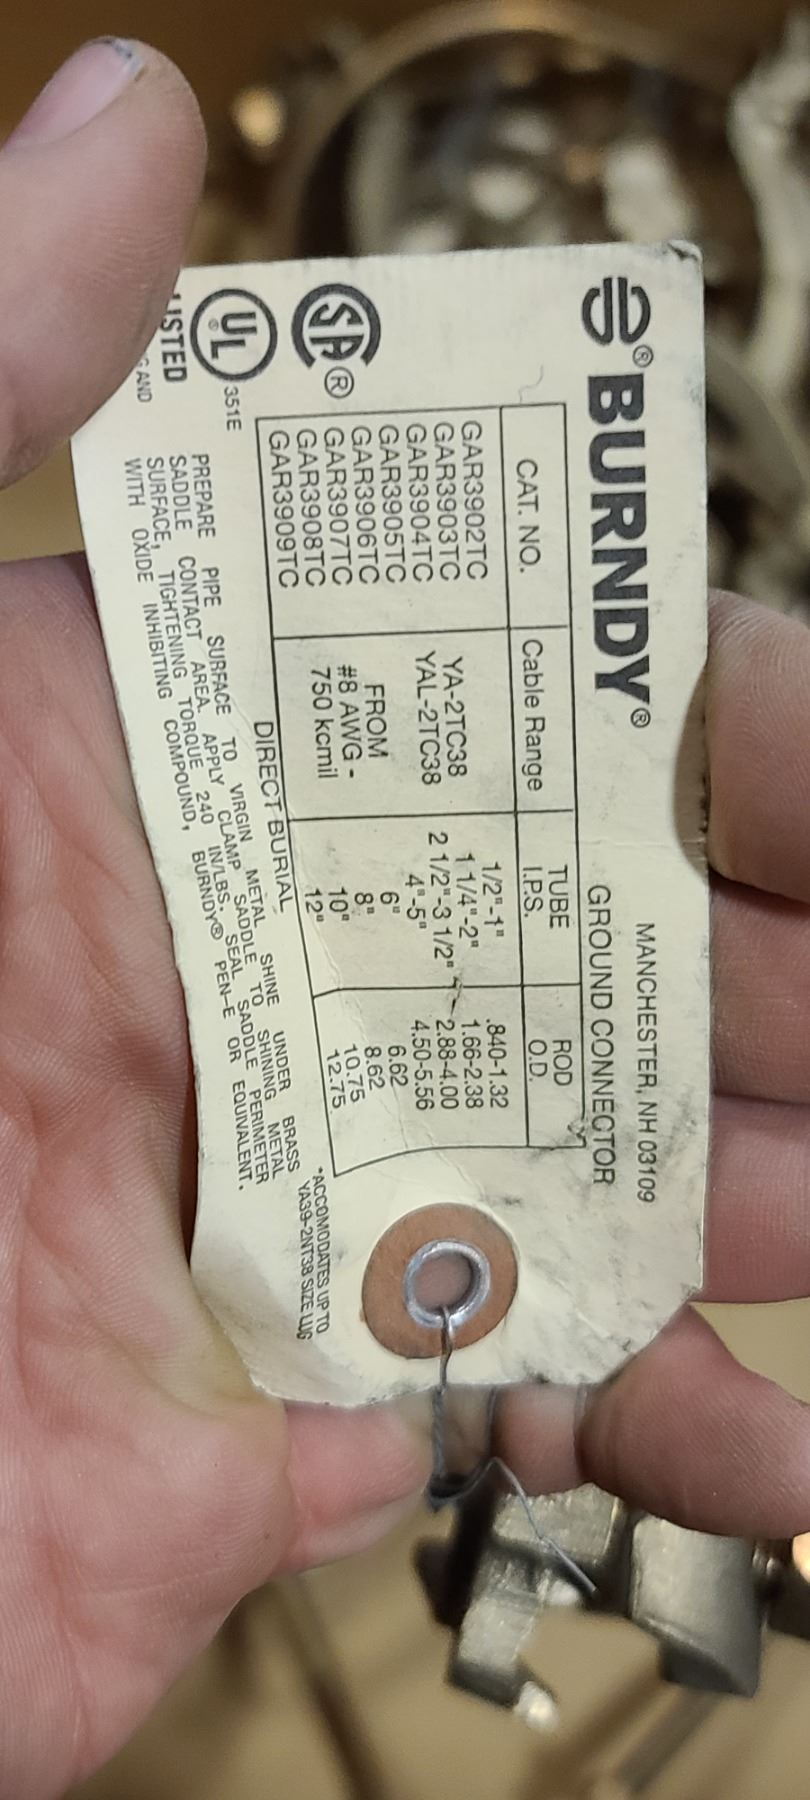 BURNDY®
MANCHESTER, NH 03109
GROUND CONNECTOR
CAT. NO. Cable Range TUBE I.P.S. ROD O.D.
GAR3902TC 1/2"-1" .840-1.32
GAR3903TC YA-2TC38 1 1/4"-2" 1.66-2.38
GAR3904TC YAL-2TC38 2 1/2"-3 1/2" 2.88-4.00
GAR3905TC 4"-5" 4.50-5.56
GAR3906TC FROM 6" 6.62
GAR3907TC #8 AWG - 8" 8.62
GAR3908TC 750 kcmil 10" 10.75
GAR3909TC 12" 12.75
DIRECT BURIAL
SA®
UL® 351E
LISTED
AND
*ACCOMODATES UP TO
YA39-2NT38 SIZE LUG
PREPARE PIPE SURFACE TO VIRGIN METAL SHINE UNDER BRASS
SADDLE CONTACT AREA. APPLY CLAMP SADDLE TO SHINING METAL
SURFACE, TIGHTENING TORQUE 240 IN/LBS. SEAL SADDLE PERIMETER
WITH OXIDE INHIBITING COMPOUND, BURNDY® PEN-E OR EQUIVALENT.